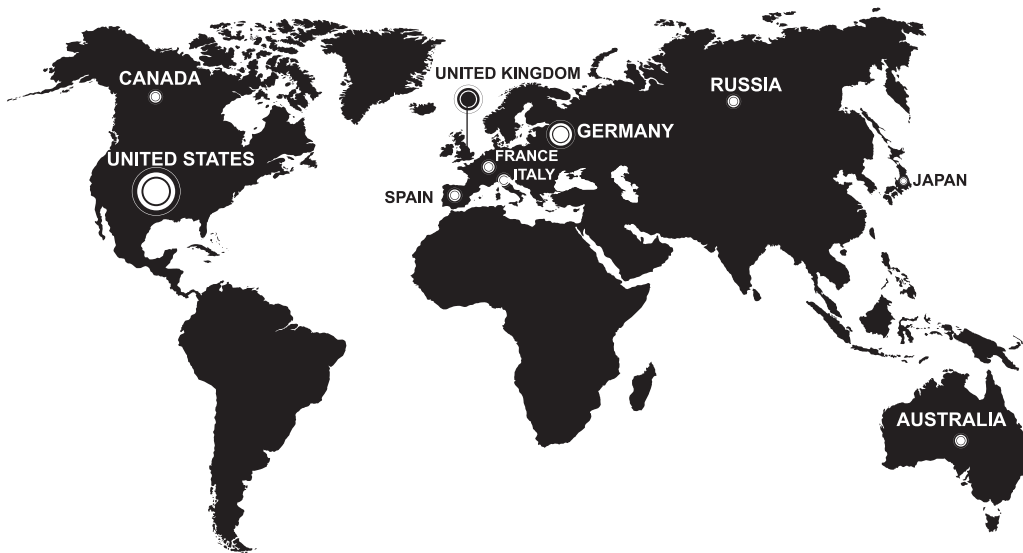 UNITED KINGDOM
CANADA
RUSSIA
GERMANY
FRANCE
UNITED STATES
ITALY
JAPAN
SPAIN
AUSTRALIA